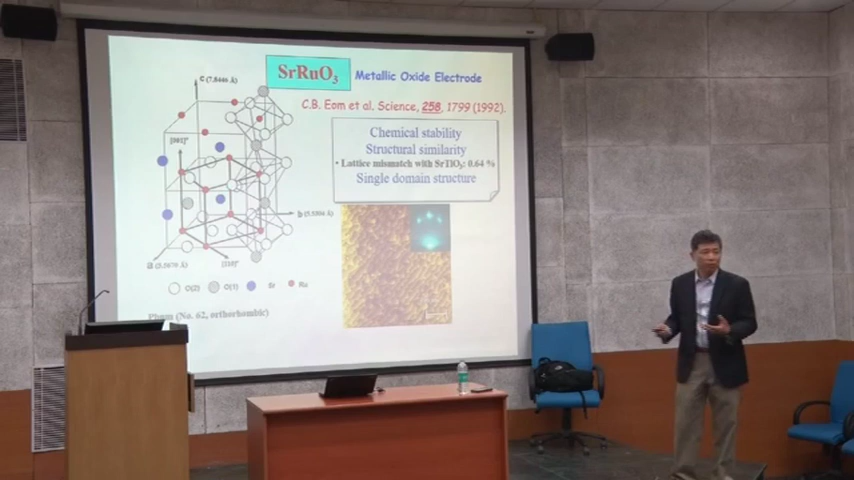 SrRuO₃ Metallic Oxide Electrode
C.B. Eom et al. Science, 258, 1799 (1992).
c (7.8446 Å)
Chemical stability
Structural similarity
• Lattice mismatch with SrTiO₃: 0.64 %
Single domain structure
[001]º
b (5.5304 Å)
a (5.5670 Å)
[110]º
O(2) O(1) Sr Ru
Pbnm (No. 62, orthorhombic)